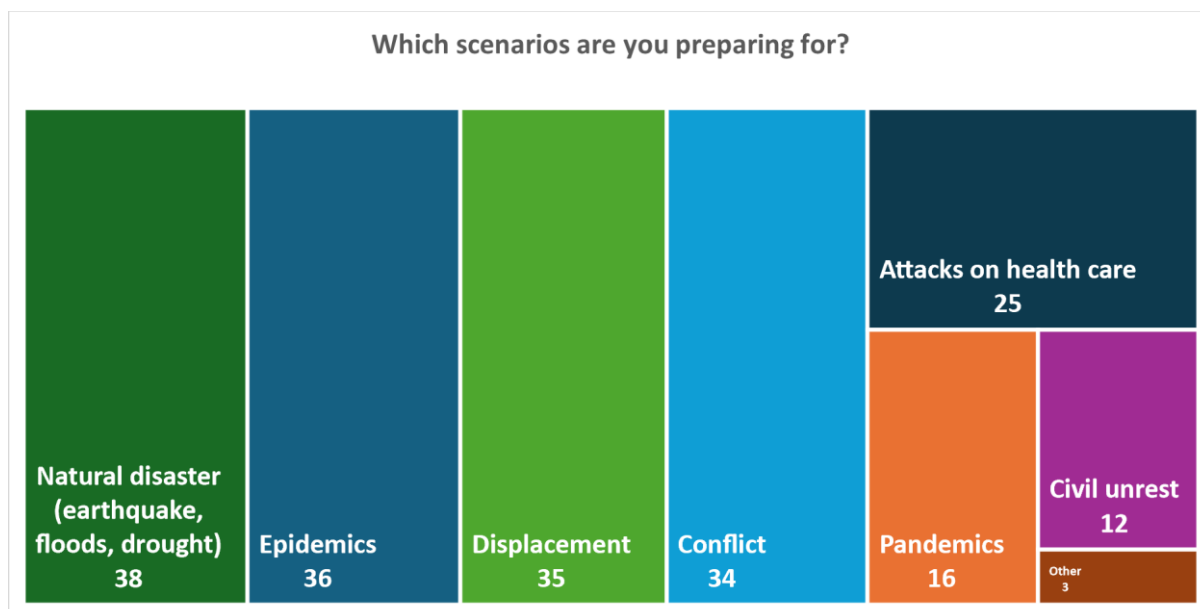 Which scenarios are you preparing for?
Natural disaster
(earthquake,
floods, drought)
38
Epidemics
36
Displacement
35
Conflict
34
Attacks on health care
25
Pandemics
16
Civil unrest
12
Other
3